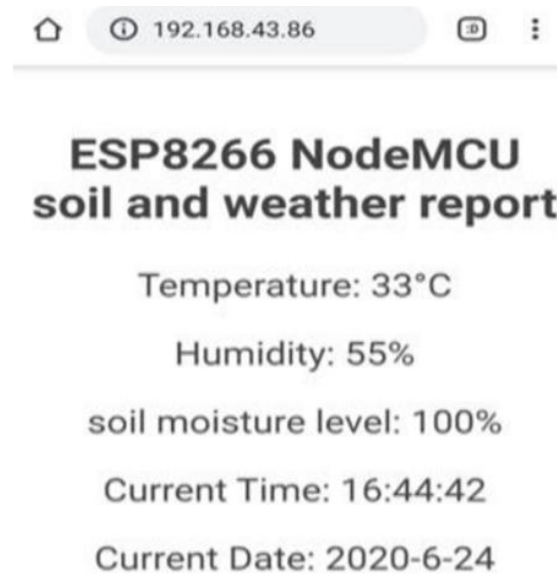 192.168.43.86
:D
ESP8266 NodeMCU
soil and weather report
Temperature: 33°C
Humidity: 55%
soil moisture level: 100%
Current Time: 16:44:42
Current Date: 2020-6-24